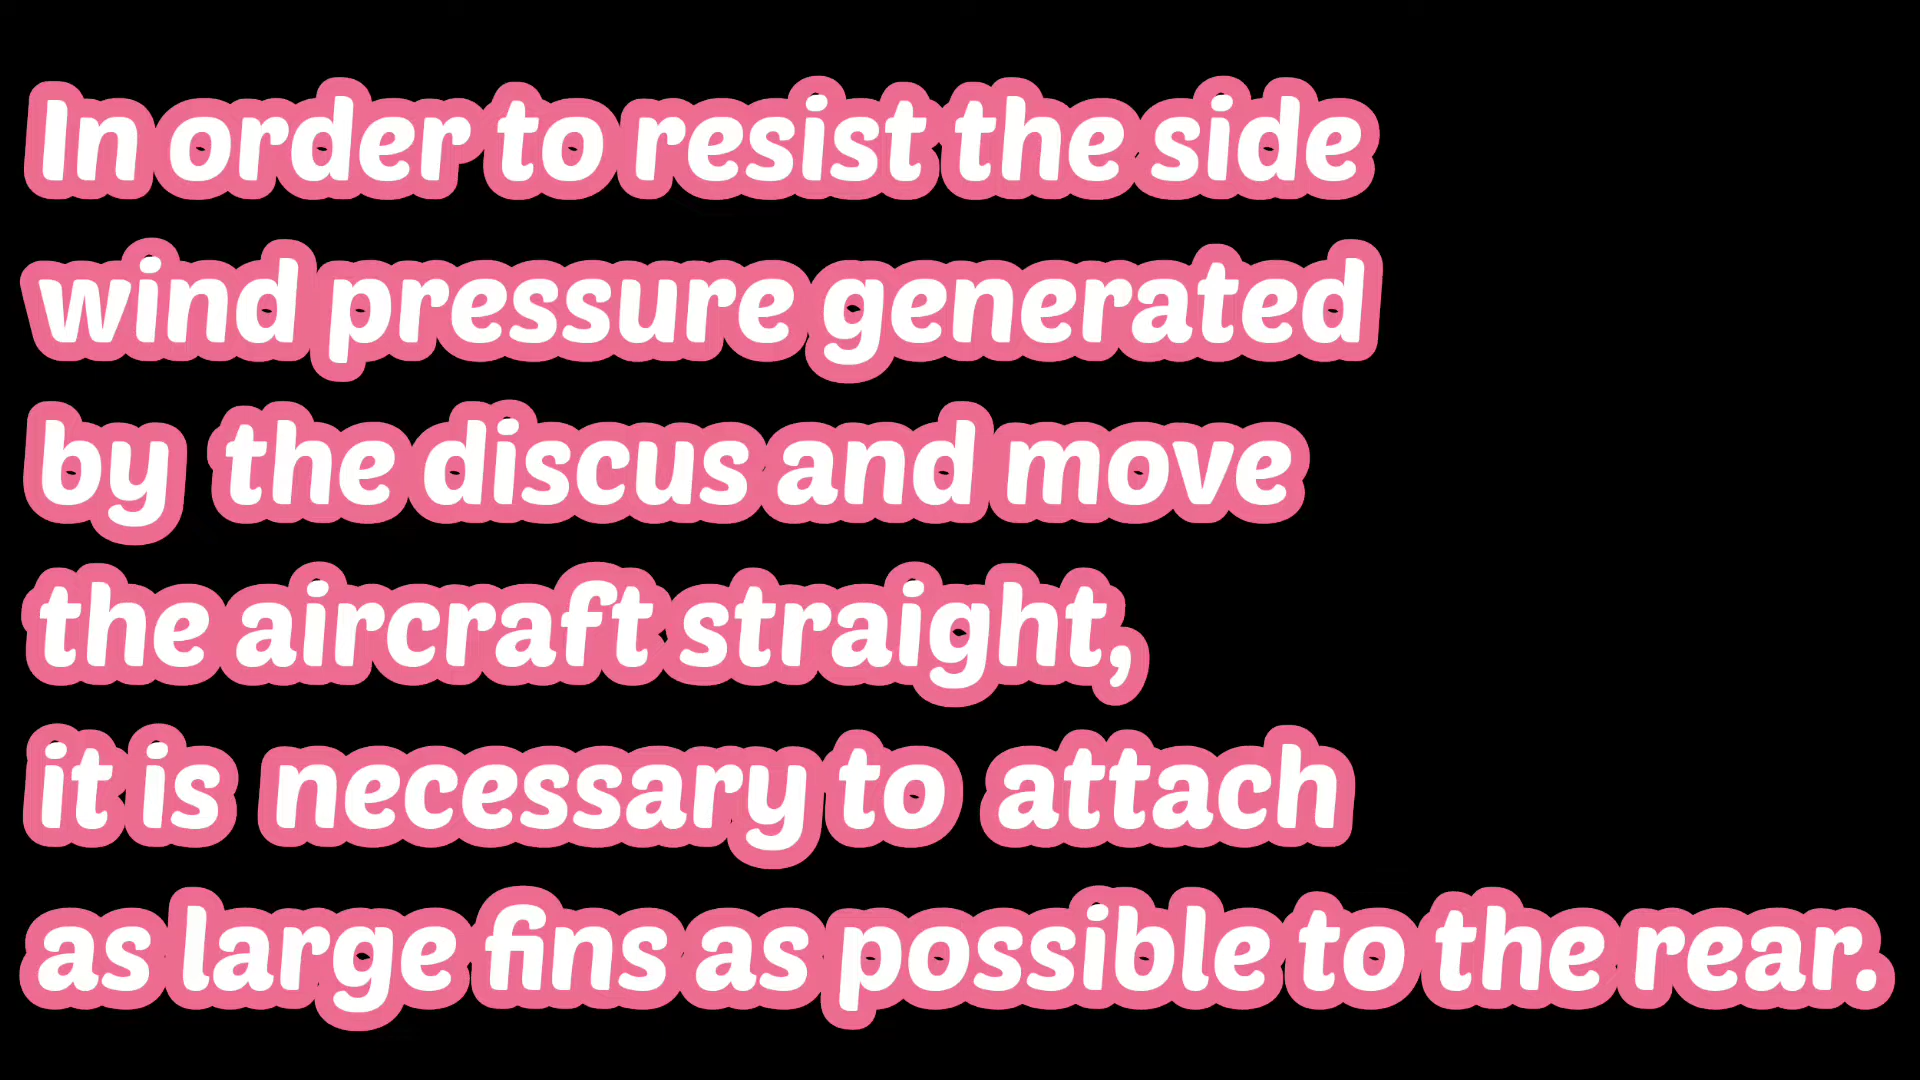 In order to resist the side
wind pressure generated
by  the discus and move
the aircraft straight,
it is  necessary to  attach
as large fins as possible to the rear.